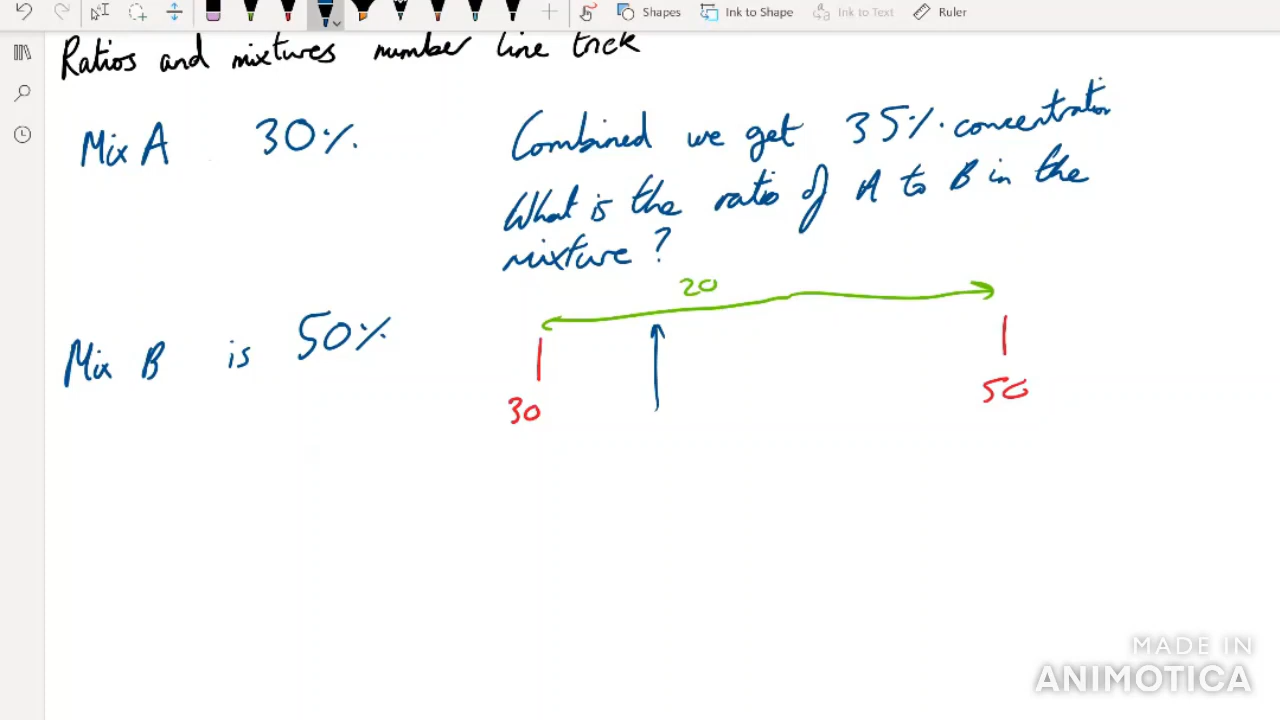 Shapes Ink to Shape Ink to Text Ruler
Ratios and mixtures number line trick
Mix A 30%
Combined we get 35% concentration
What is the ratio of A to B in the
mixture?
Mix B is 50%
20
30
50
MADE IN
ANIMOTICA